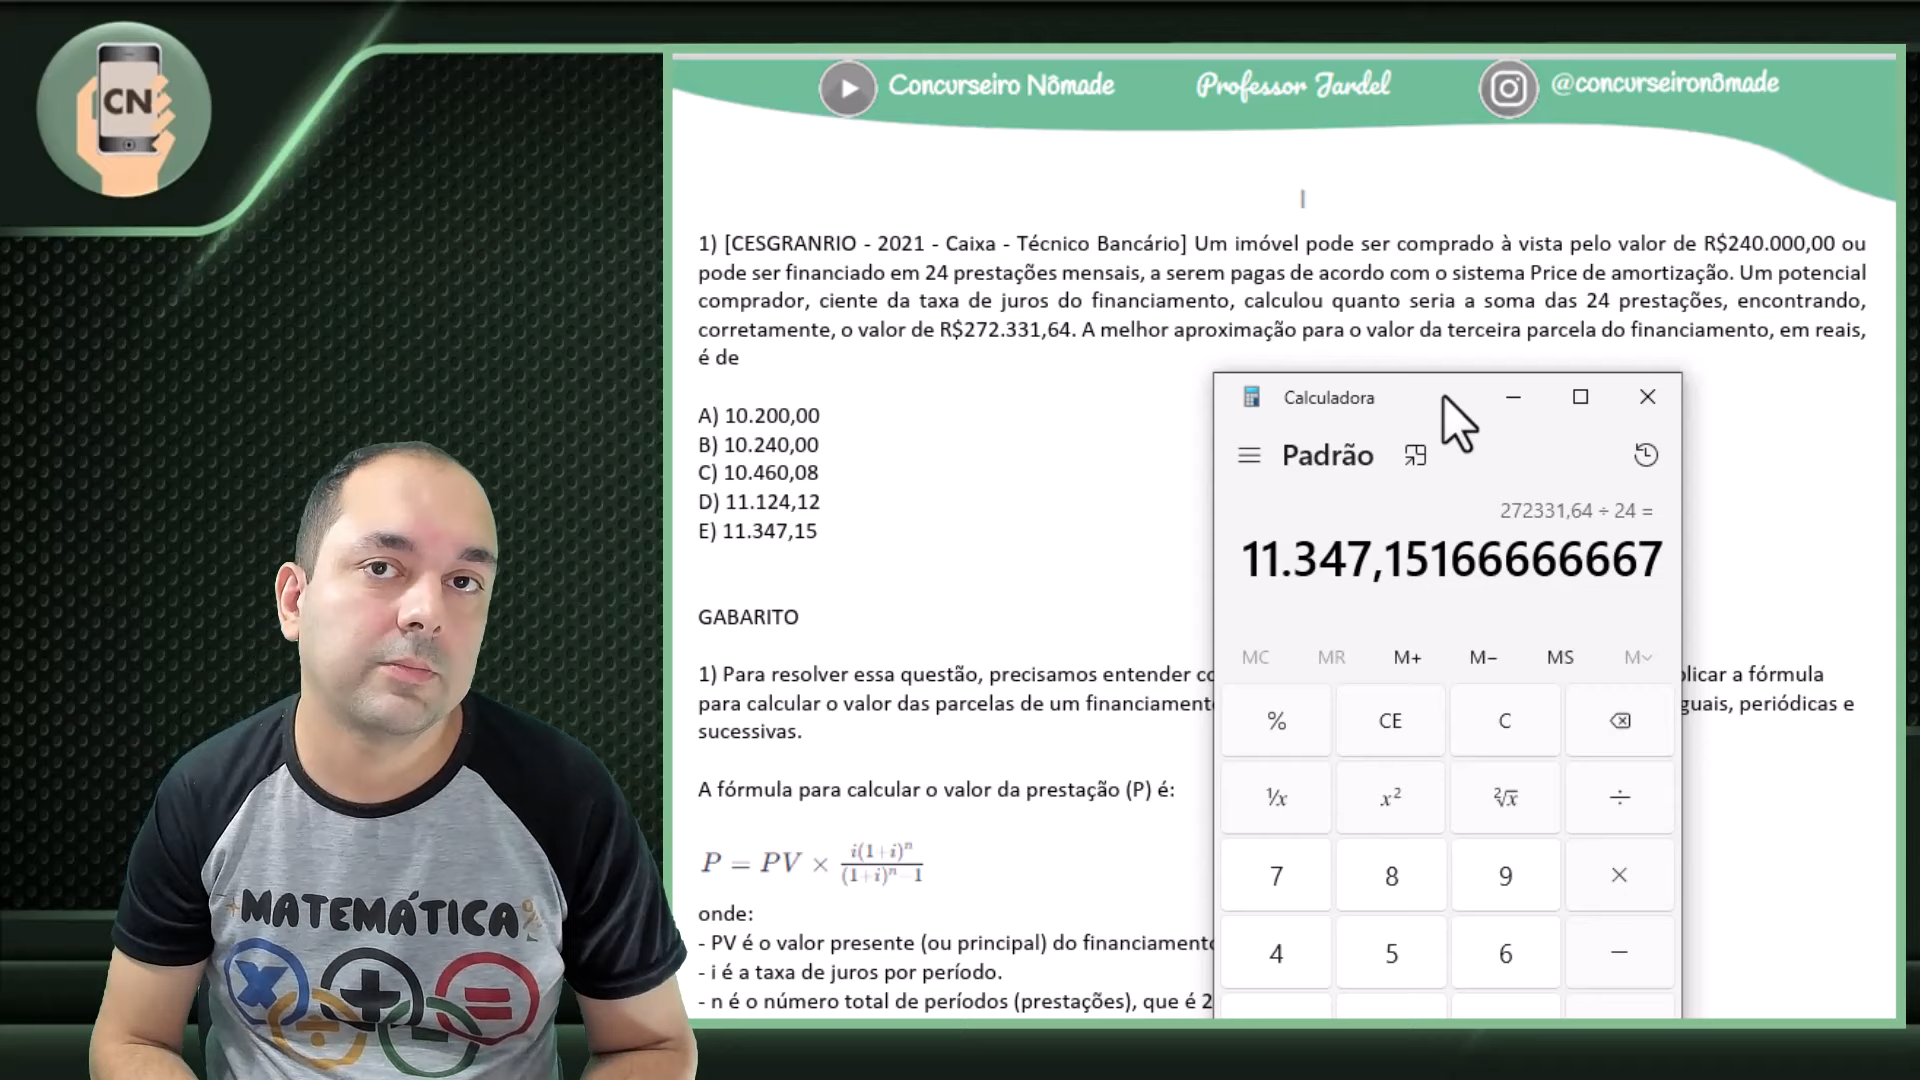 CN
Concurseiro Nômade
Professor Jardel
@concurseironômade
1) [CESGRANRIO - 2021 - Caixa - Técnico Bancário] Um imóvel pode ser comprado à vista pelo valor de R$240.000,00 ou
pode ser financiado em 24 prestações mensais, a serem pagas de acordo com o sistema Price de amortização. Um potencial
comprador, ciente da taxa de juros do financiamento, calculou quanto seria a soma das 24 prestações, encontrando,
corretamente, o valor de R$272.331,64. A melhor aproximação para o valor da terceira parcela do financiamento, em reais,
é de
A) 10.200,00
B) 10.240,00
C) 10.460,08
D) 11.124,12
E) 11.347,15
GABARITO
1) Para resolver essa questão, precisamos entender
licar a fórmula
para calcular o valor das parcelas de um financiament
guais, periódicas e
sucessivas.
A fórmula para calcular o valor da prestação (P) é:
P = PV × i(1+i)^n / (1+i)^n-1
onde:
- PV é o valor presente (ou principal) do financiament
- i é a taxa de juros por período.
- n é o número total de períodos (prestações), que é 2
Calculadora
Padrão
272331,64 ÷ 24 =
11.347,15166666667
MC MR M+ M− MS M
% CE C
1/x x² ²√x ÷
7 8 9 ×
4 5 6 −
MATEMÁTICA